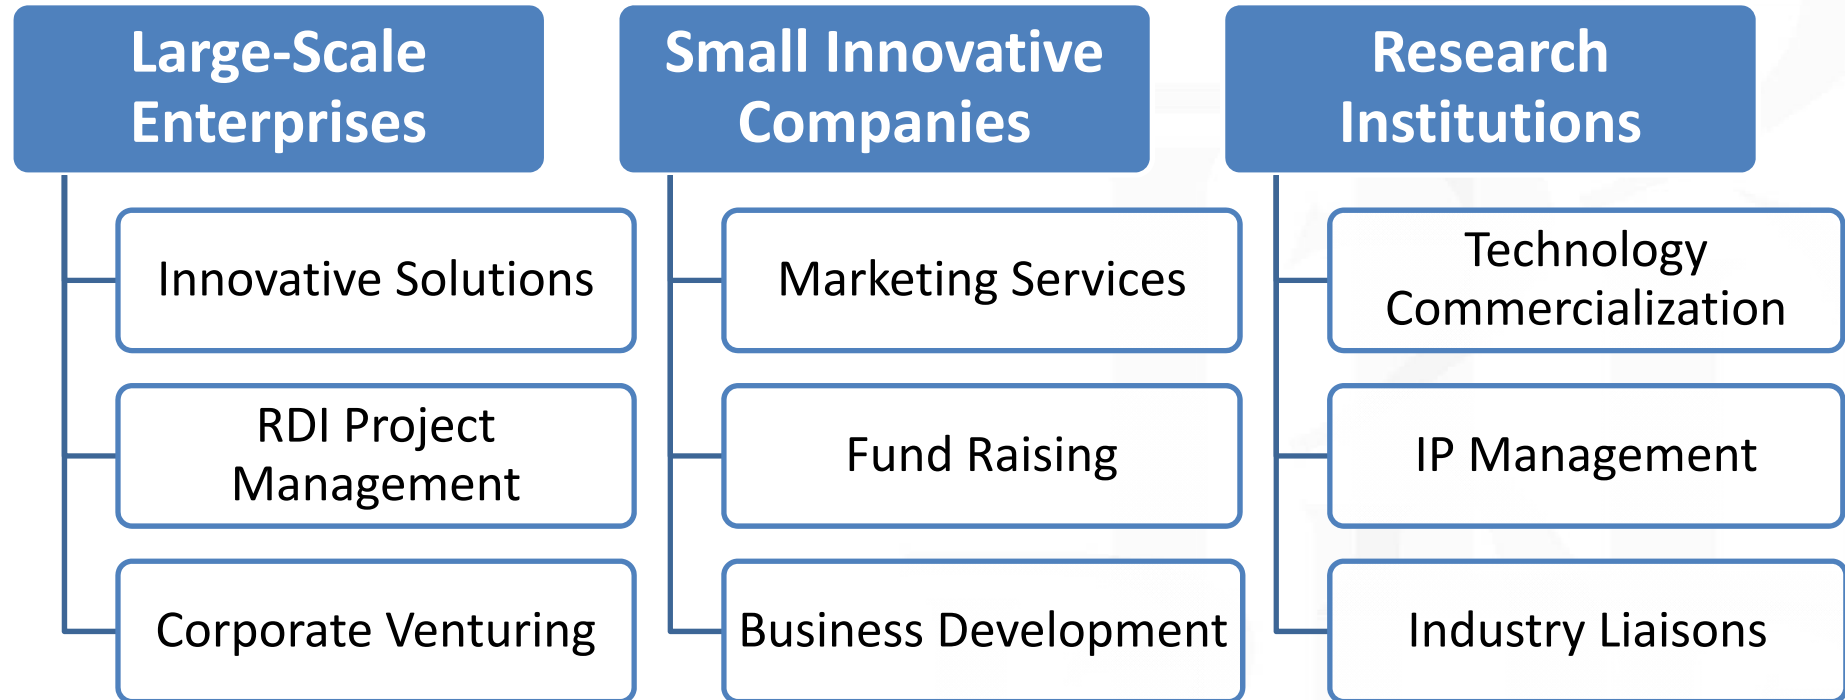 Large-Scale
Enterprises
Innovative Solutions
RDI Project
Management
Corporate Venturing
Small Innovative
Companies
Marketing Services
Fund Raising
Business Development
Research
Institutions
Technology
Commercialization
IP Management
Industry Liaisons